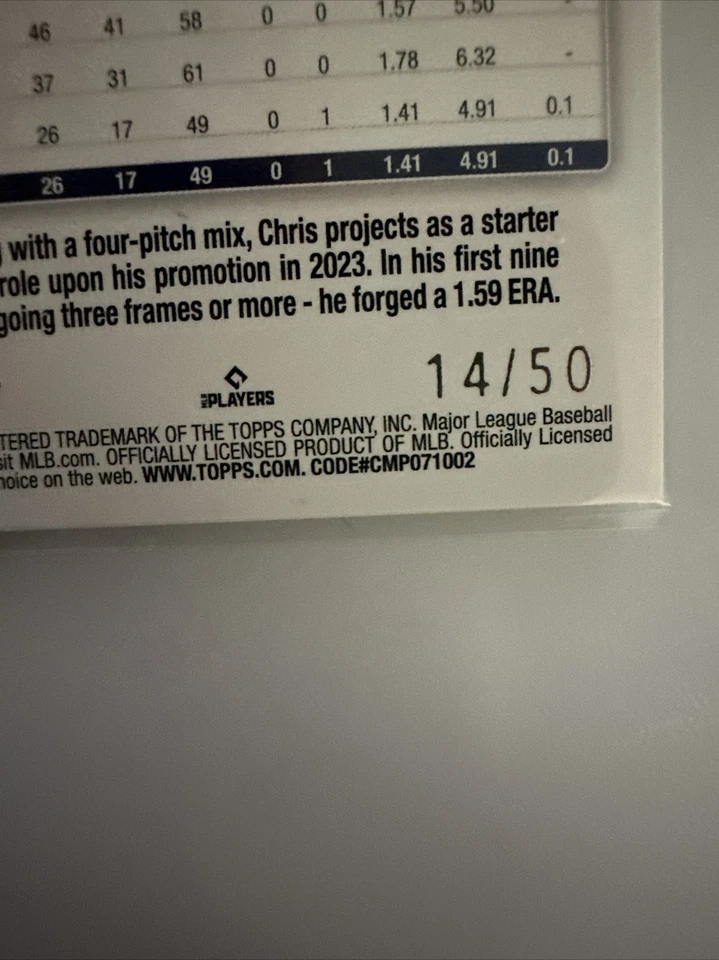 46 41 58 0 0 1.57 5.50 -
37 31 61 0 0 1.78 6.32 -
26 17 49 0 1 1.41 4.91 0.1
26 17 49 0 1 1.41 4.91 0.1
with a four-pitch mix, Chris projects as a starter
role upon his promotion in 2023. In his first nine
going three frames or more - he forged a 1.59 ERA.
14/50
PLAYERS
TERED TRADEMARK OF THE TOPPS COMPANY, INC. Major League Baseball
sit MLB.com. OFFICIALLY LICENSED PRODUCT OF MLB. Officially Licensed
hoice on the web. WWW.TOPPS.COM. CODE#CMP071002